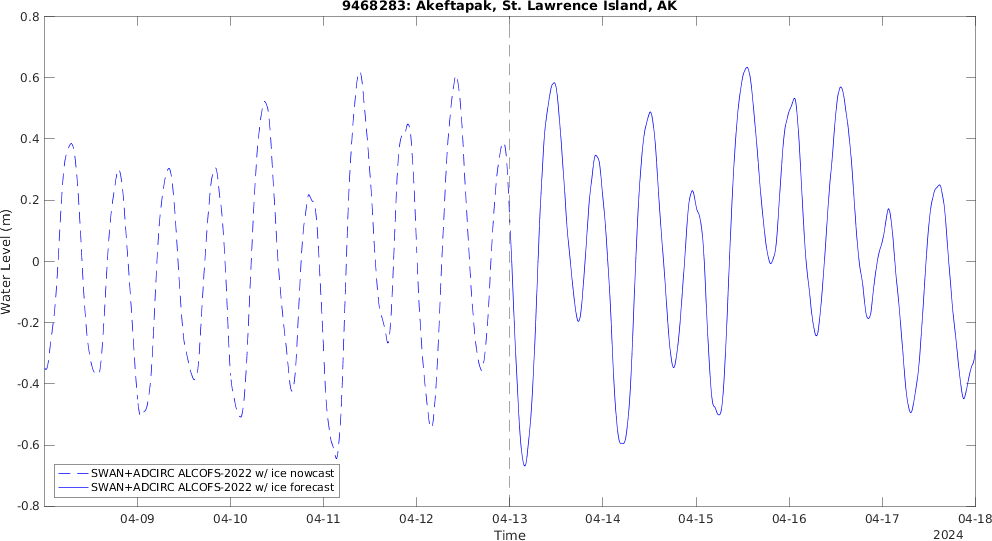 9468283: Akeftapak, St. Lawrence Island, AK
Water Level (m)
0.8
0.6
0.4
0.2
0
-0.2
-0.4
-0.6
-0.8
SWAN+ADCIRC ALCOFS-2022 w/ ice nowcast
SWAN+ADCIRC ALCOFS-2022 w/ ice forecast
04-09 04-10 04-11 04-12 04-13 04-14 04-15 04-16 04-17 04-18
Time
2024